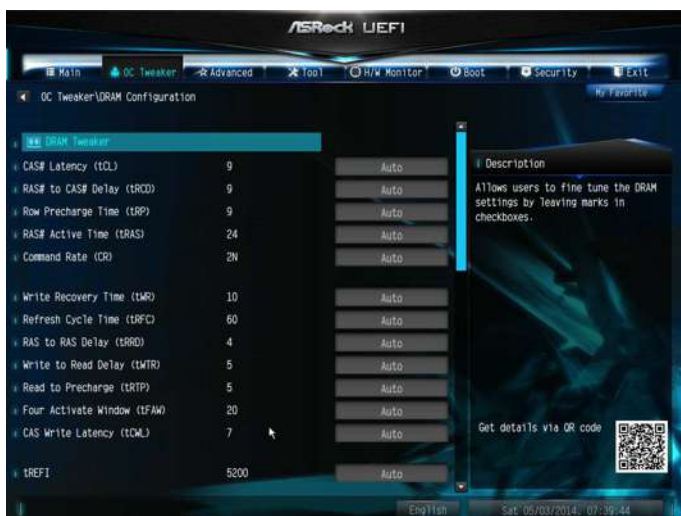 ASRock UEFI
Main OC Tweaker Advanced Tool H/W Monitor Boot Security Exit
OC Tweaker\DRAM Configuration My Favorite
DRAM Tweaker
CAS# Latency (tCL) 9 Auto
RAS# to CAS# Delay (tRCD) 9 Auto
Row Precharge Time (tRP) 9 Auto
RAS# Active Time (tRAS) 24 Auto
Command Rate (CR) 2N Auto
Write Recovery Time (tWR) 10 Auto
Refresh Cycle Time (tRFC) 60 Auto
RAS to RAS Delay (tRRD) 4 Auto
Write to Read Delay (tWTR) 5 Auto
Read to Precharge (tRTP) 5 Auto
Four Activate Window (tFAW) 20 Auto
CAS Write Latency (tCWL) 7 Auto
tREFI 5200 Auto
Description
Allows users to fine tune the DRAM
settings by leaving marks in
checkboxes.
Get details via QR code
English Sat 05/03/2014, 07:39:44